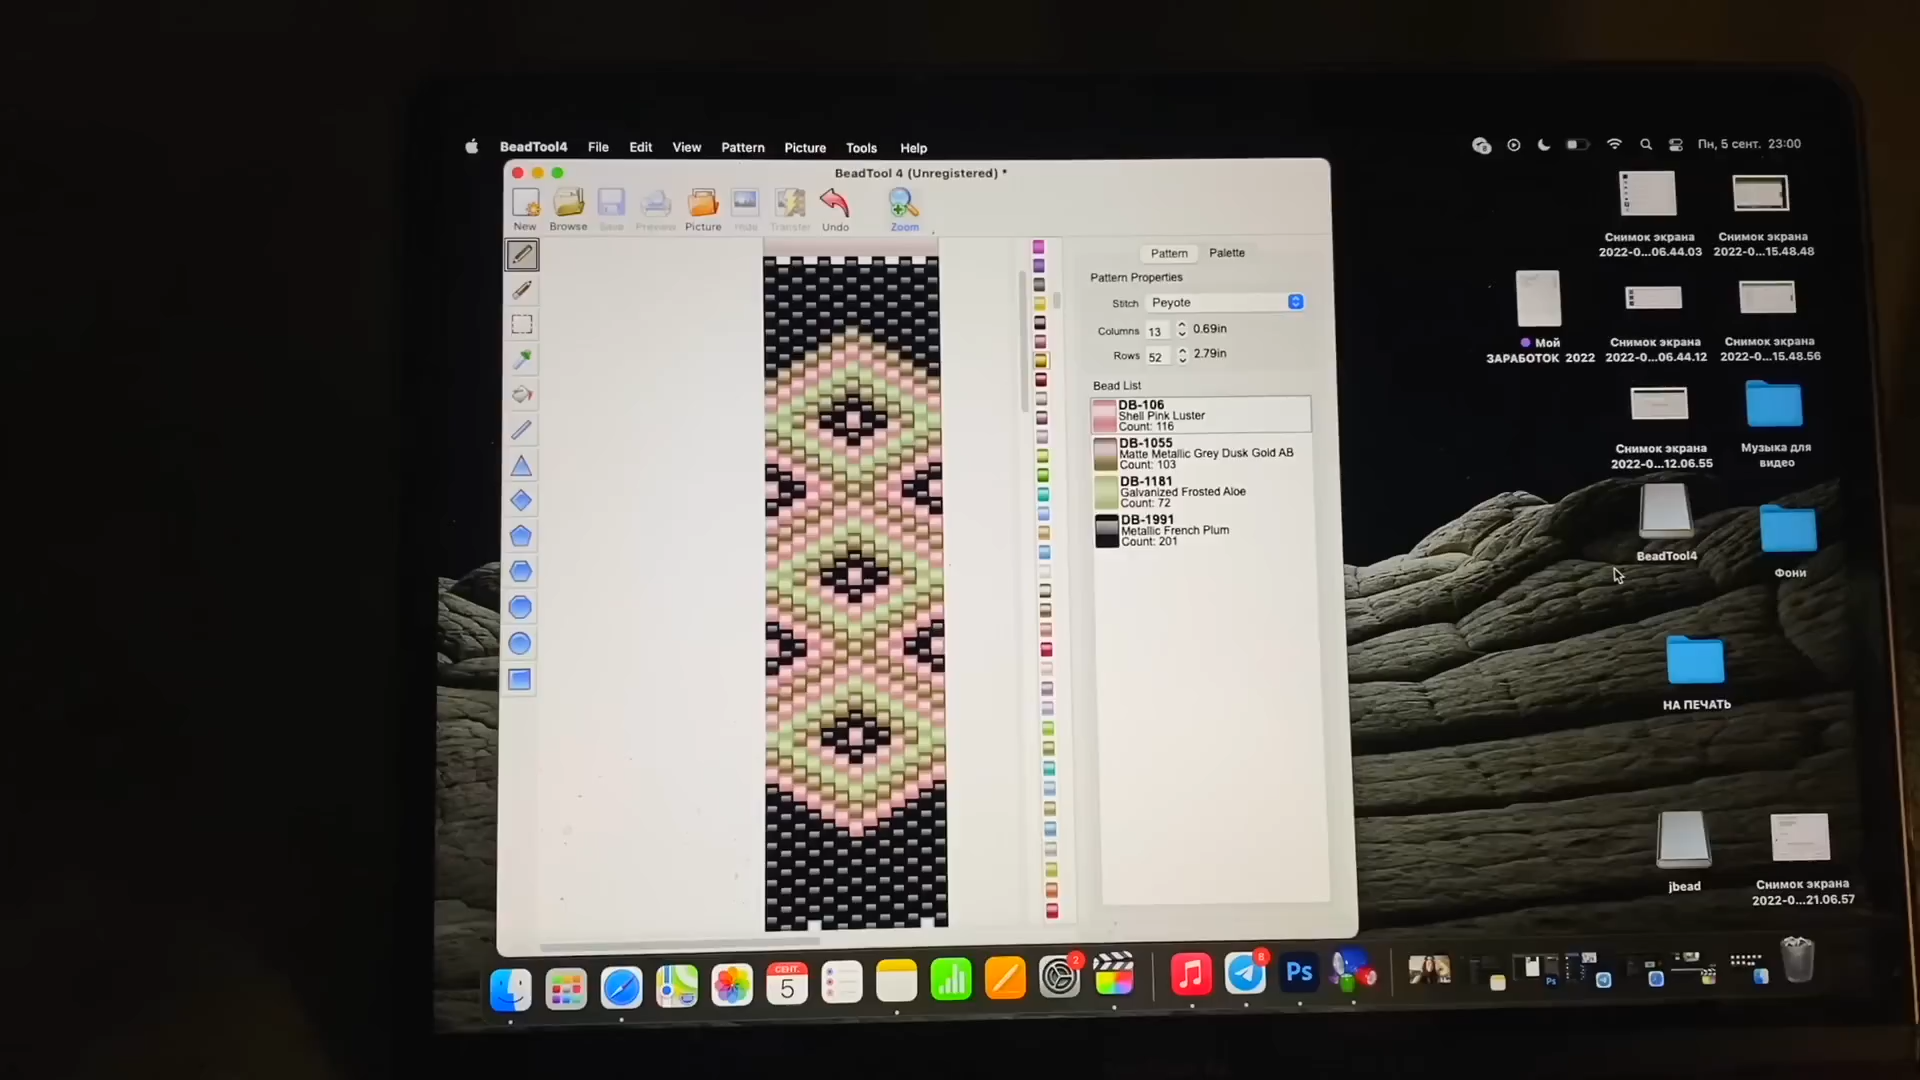 BeadTool4 File Edit View Pattern Picture Tools Help
Пн, 5 сент. 23:00
BeadTool 4 (Unregistered) *
New Browse Save Preview Picture Hide Transfer Undo Zoom
Pattern Palette
Pattern Properties
Stitch Peyote
Columns 13 0.69in
Rows 52 2.79in
Bead List
DB-106
Shell Pink Luster
Count: 116
DB-1055
Matte Metallic Grey Dusk Gold AB
Count: 103
DB-1181
Galvanized Frosted Aloe
Count: 72
DB-1991
Metallic French Plum
Count: 201
Снимок экрана
2022-0...06.44.03
Снимок экрана
2022-0...15.48.48
Мой
ЗАРАБОТОК 2022
Снимок экрана
2022-0...06.44.12
Снимок экрана
2022-0...15.48.56
Снимок экрана
2022-0...12.06.55
Музыка для
видео
BeadTool4
Фони
НА ПЕЧАТЬ
jbead
Снимок экрана
2022-0...21.06.57
СЕНТ.
5
2
8
Ps